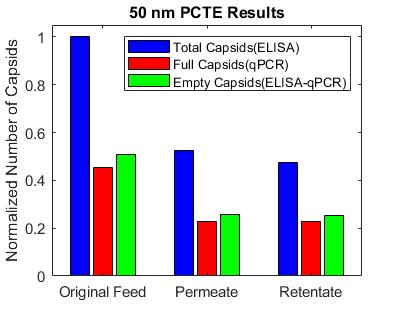 50 nm PCTE Results
Normalized Number of Capsids
1
0.8
0.6
0.4
0.2
0
Total Capsids(ELISA)
Full Capsids(qPCR)
Empty Capsids(ELISA-qPCR)
Original Feed
Permeate
Retentate